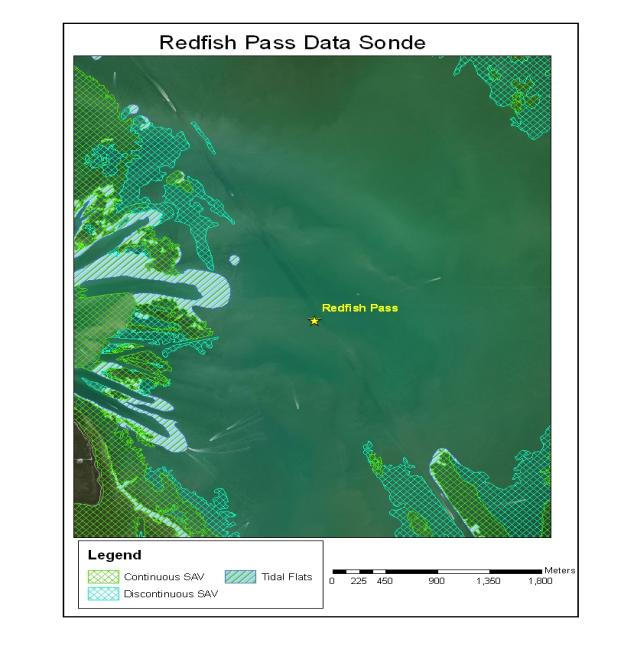 Redfish Pass Data Sonde
Redfish Pass
Legend
Continuous SAV
Tidal Flats
Discontinuous SAV
Meters
0 225 450 900 1,350 1,800